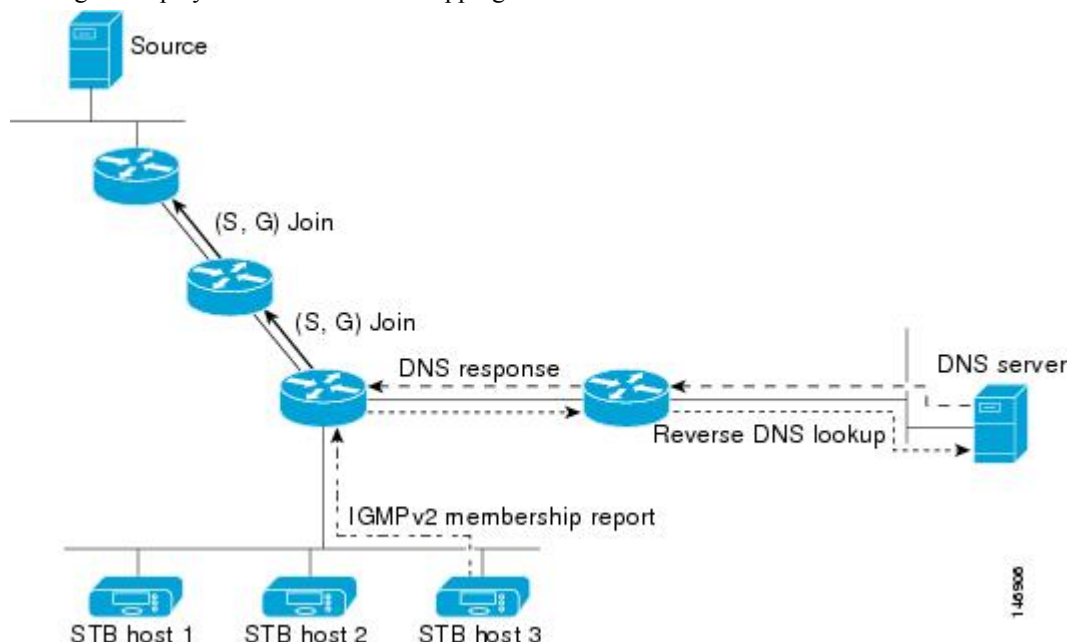 Source
(S, G) Join
(S, G) Join
DNS response
DNS server
Reverse DNS lookup
IGMPv2 membership report
STB host 1
STB host 2
STB host 3
146906